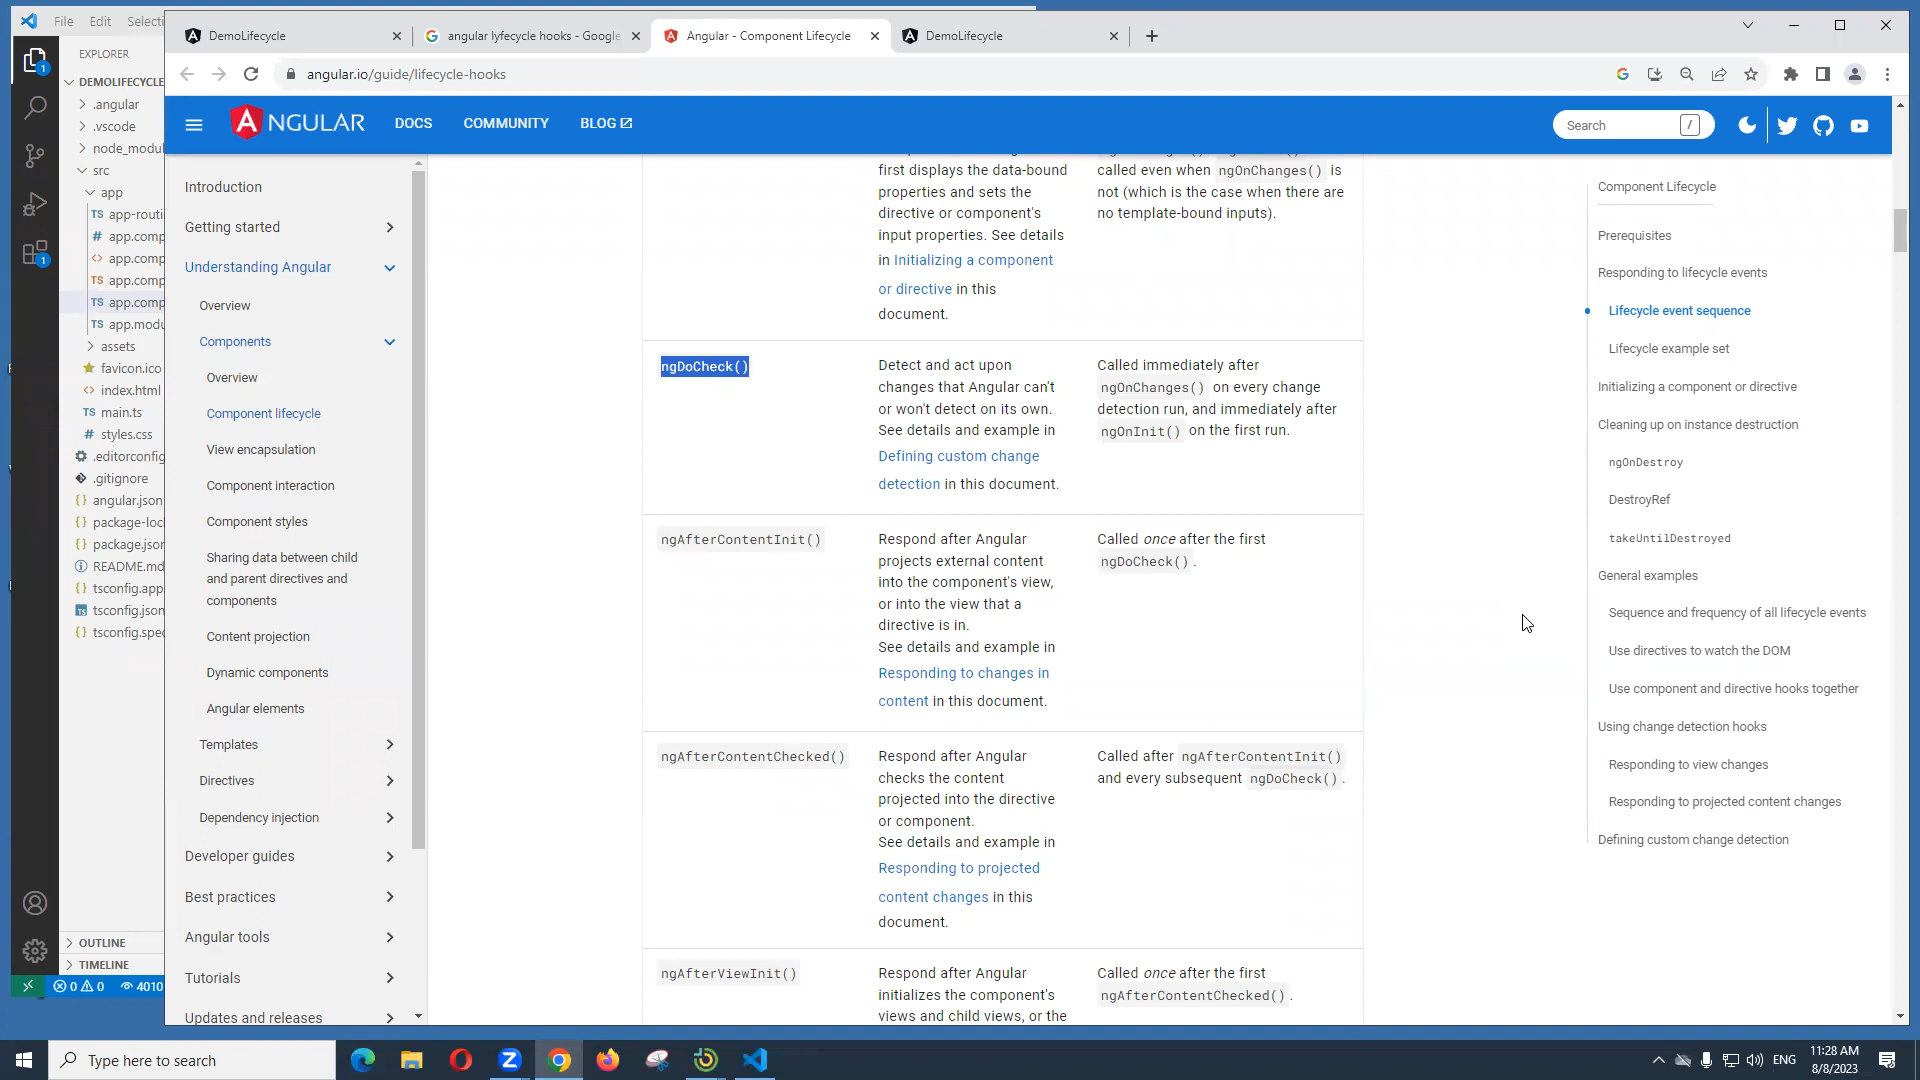 File Edit Selecti
DemoLifecycle
angular lyfecycle hooks - Google
Angular - Component Lifecycle
DemoLifecycle
angular.io/guide/lifecycle-hooks
EXPLORER
DEMOLIFECYCLE
.angular
.vscode
node_modul
src
app
TS app-routi
# app.comp
<> app.comp
TS app.comp
TS app.comp
TS app.modu
assets
favicon.ico
<> index.html
TS main.ts
# styles.css
.editorconfig
.gitignore
{} angular.json
{} package-loc
{} package.json
README.md
{} tsconfig.app
TS tsconfig.json
{} tsconfig.spec
OUTLINE
TIMELINE
0 0 4010
1
1
ANGULAR
DOCS
COMMUNITY
BLOG
Search /
Introduction
Getting started
Understanding Angular
Overview
Components
Overview
Component lifecycle
View encapsulation
Component interaction
Component styles
Sharing data between child
and parent directives and
components
Content projection
Dynamic components
Angular elements
Templates
Directives
Dependency injection
Developer guides
Best practices
Angular tools
Tutorials
Updates and releases
first displays the data-bound
properties and sets the
directive or component's
input properties. See details
in Initializing a component
or directive in this
document.
called even when ngOnChanges() is
not (which is the case when there are
no template-bound inputs).
ngDoCheck()
Detect and act upon
changes that Angular can't
or won't detect on its own.
See details and example in
Defining custom change
detection in this document.
Called immediately after
ngOnChanges() on every change
detection run, and immediately after
ngOnInit() on the first run.
ngAfterContentInit()
Respond after Angular
projects external content
into the component's view,
or into the view that a
directive is in.
See details and example in
Responding to changes in
content in this document.
Called once after the first
ngDoCheck().
ngAfterContentChecked()
Respond after Angular
checks the content
projected into the directive
or component.
See details and example in
Responding to projected
content changes in this
document.
Called after ngAfterContentInit()
and every subsequent ngDoCheck().
ngAfterViewInit()
Respond after Angular
initializes the component's
views and child views, or the
Called once after the first
ngAfterContentChecked().
Component Lifecycle
Prerequisites
Responding to lifecycle events
Lifecycle event sequence
Lifecycle example set
Initializing a component or directive
Cleaning up on instance destruction
ngOnDestroy
DestroyRef
takeUntilDestroyed
General examples
Sequence and frequency of all lifecycle events
Use directives to watch the DOM
Use component and directive hooks together
Using change detection hooks
Responding to view changes
Responding to projected content changes
Defining custom change detection
Type here to search
ENG
11:28 AM
8/8/2023